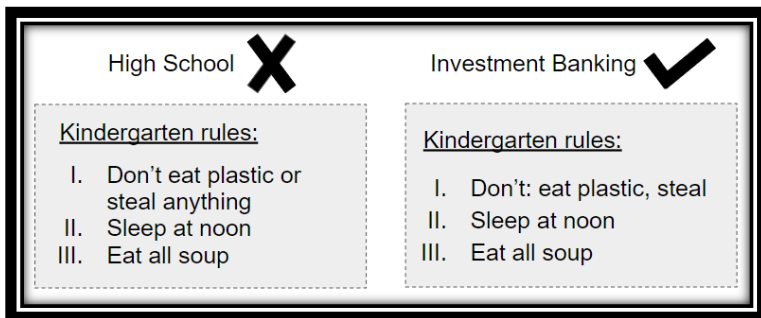 High School
Kindergarten rules:
I. Don’t eat plastic or
steal anything
II. Sleep at noon
III. Eat all soup
Investment Banking
Kindergarten rules:
I. Don’t: eat plastic, steal
II. Sleep at noon
III. Eat all soup